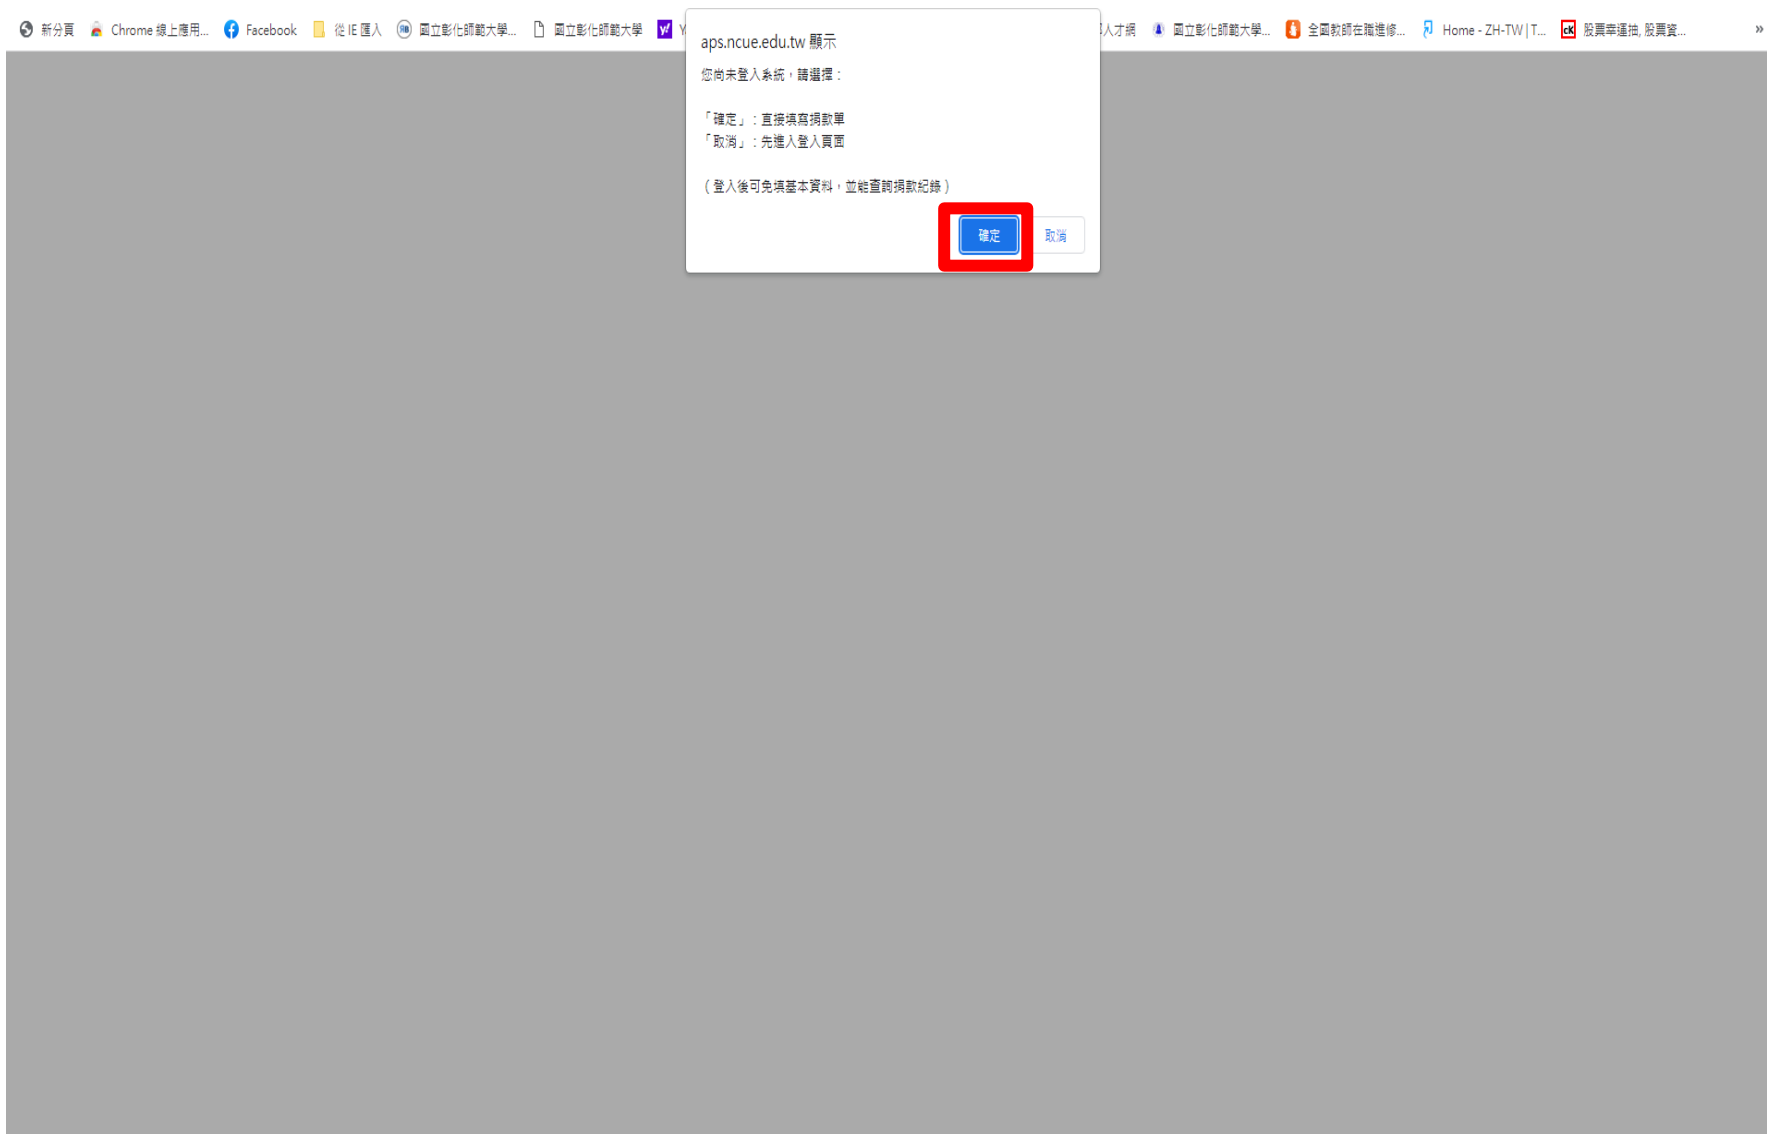 新分頁 Chrome 線上應用... Facebook 從 IE 匯入 國立彰化師範大學... 國立彰化師範大學 人才網 國立彰化師範大學... 全國教師在職進修... Home - ZH-TW | T... 股票幸運抽, 股票資... »
aps.ncue.edu.tw 顯示
您尚未登入系統，請選擇：
「確定」：直接填寫捐款單
「取消」：先進入登入頁面
（登入後可免填基本資料，並能查詢捐款紀錄）
確定 取消